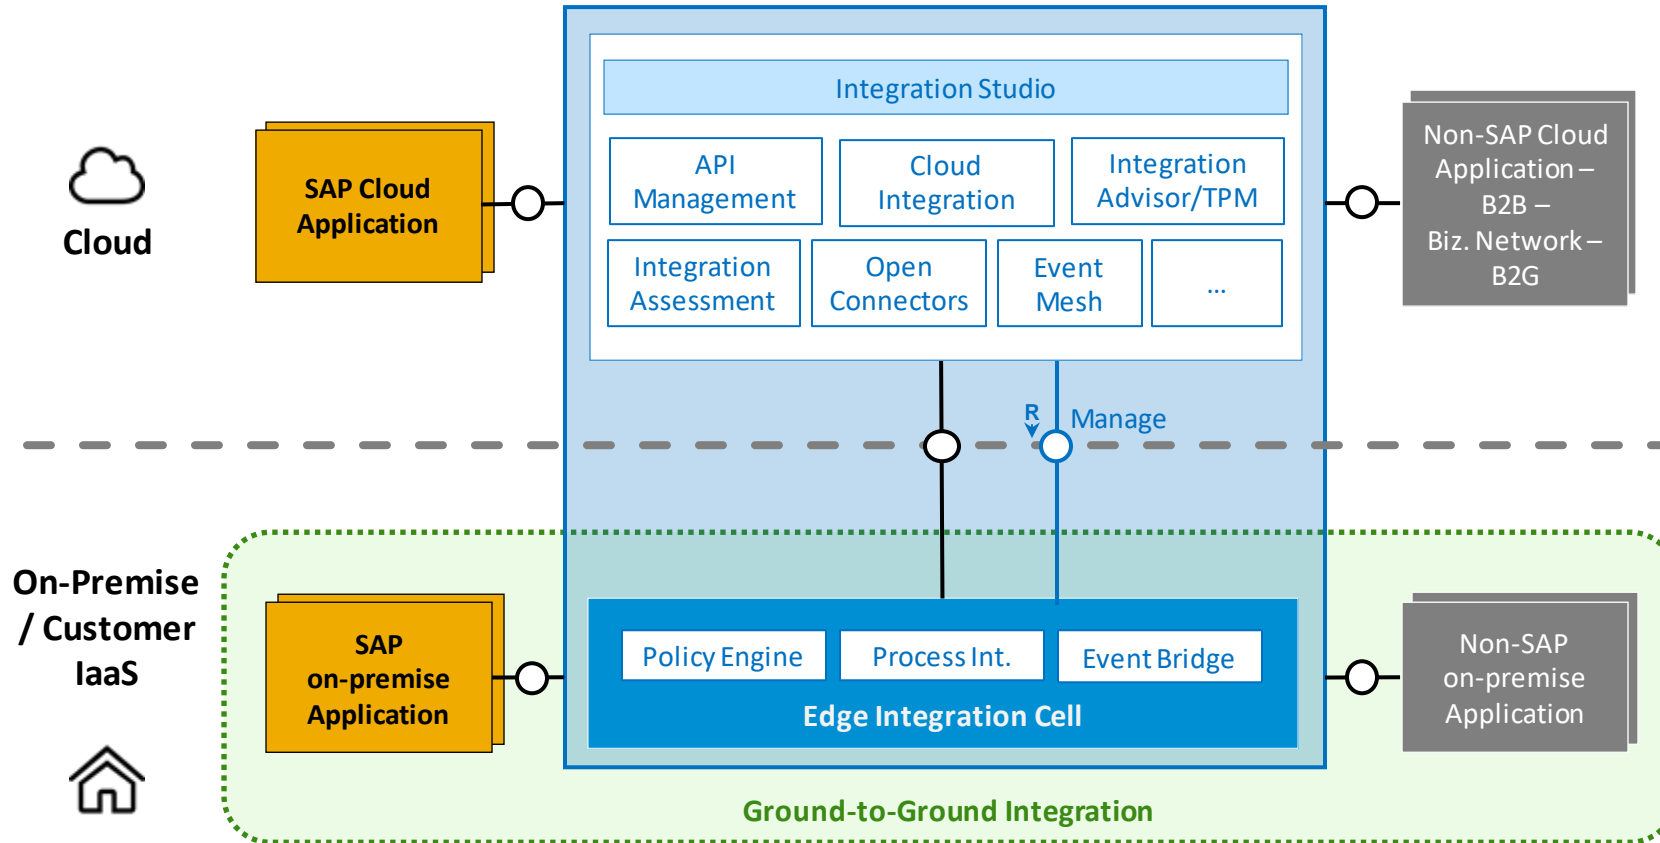 Integration Studio
API
Management
Cloud
Integration
Integration
Advisor/TPM
Integration
Assessment
Open
Connectors
Event
Mesh
...
Cloud
SAP Cloud
Application
Non-SAP Cloud
Application –
B2B –
Biz. Network –
B2G
R
Manage
On-Premise
/ Customer
IaaS
SAP
on-premise
Application
Policy Engine
Process Int.
Event Bridge
Edge Integration Cell
Non-SAP
on-premise
Application
Ground-to-Ground Integration